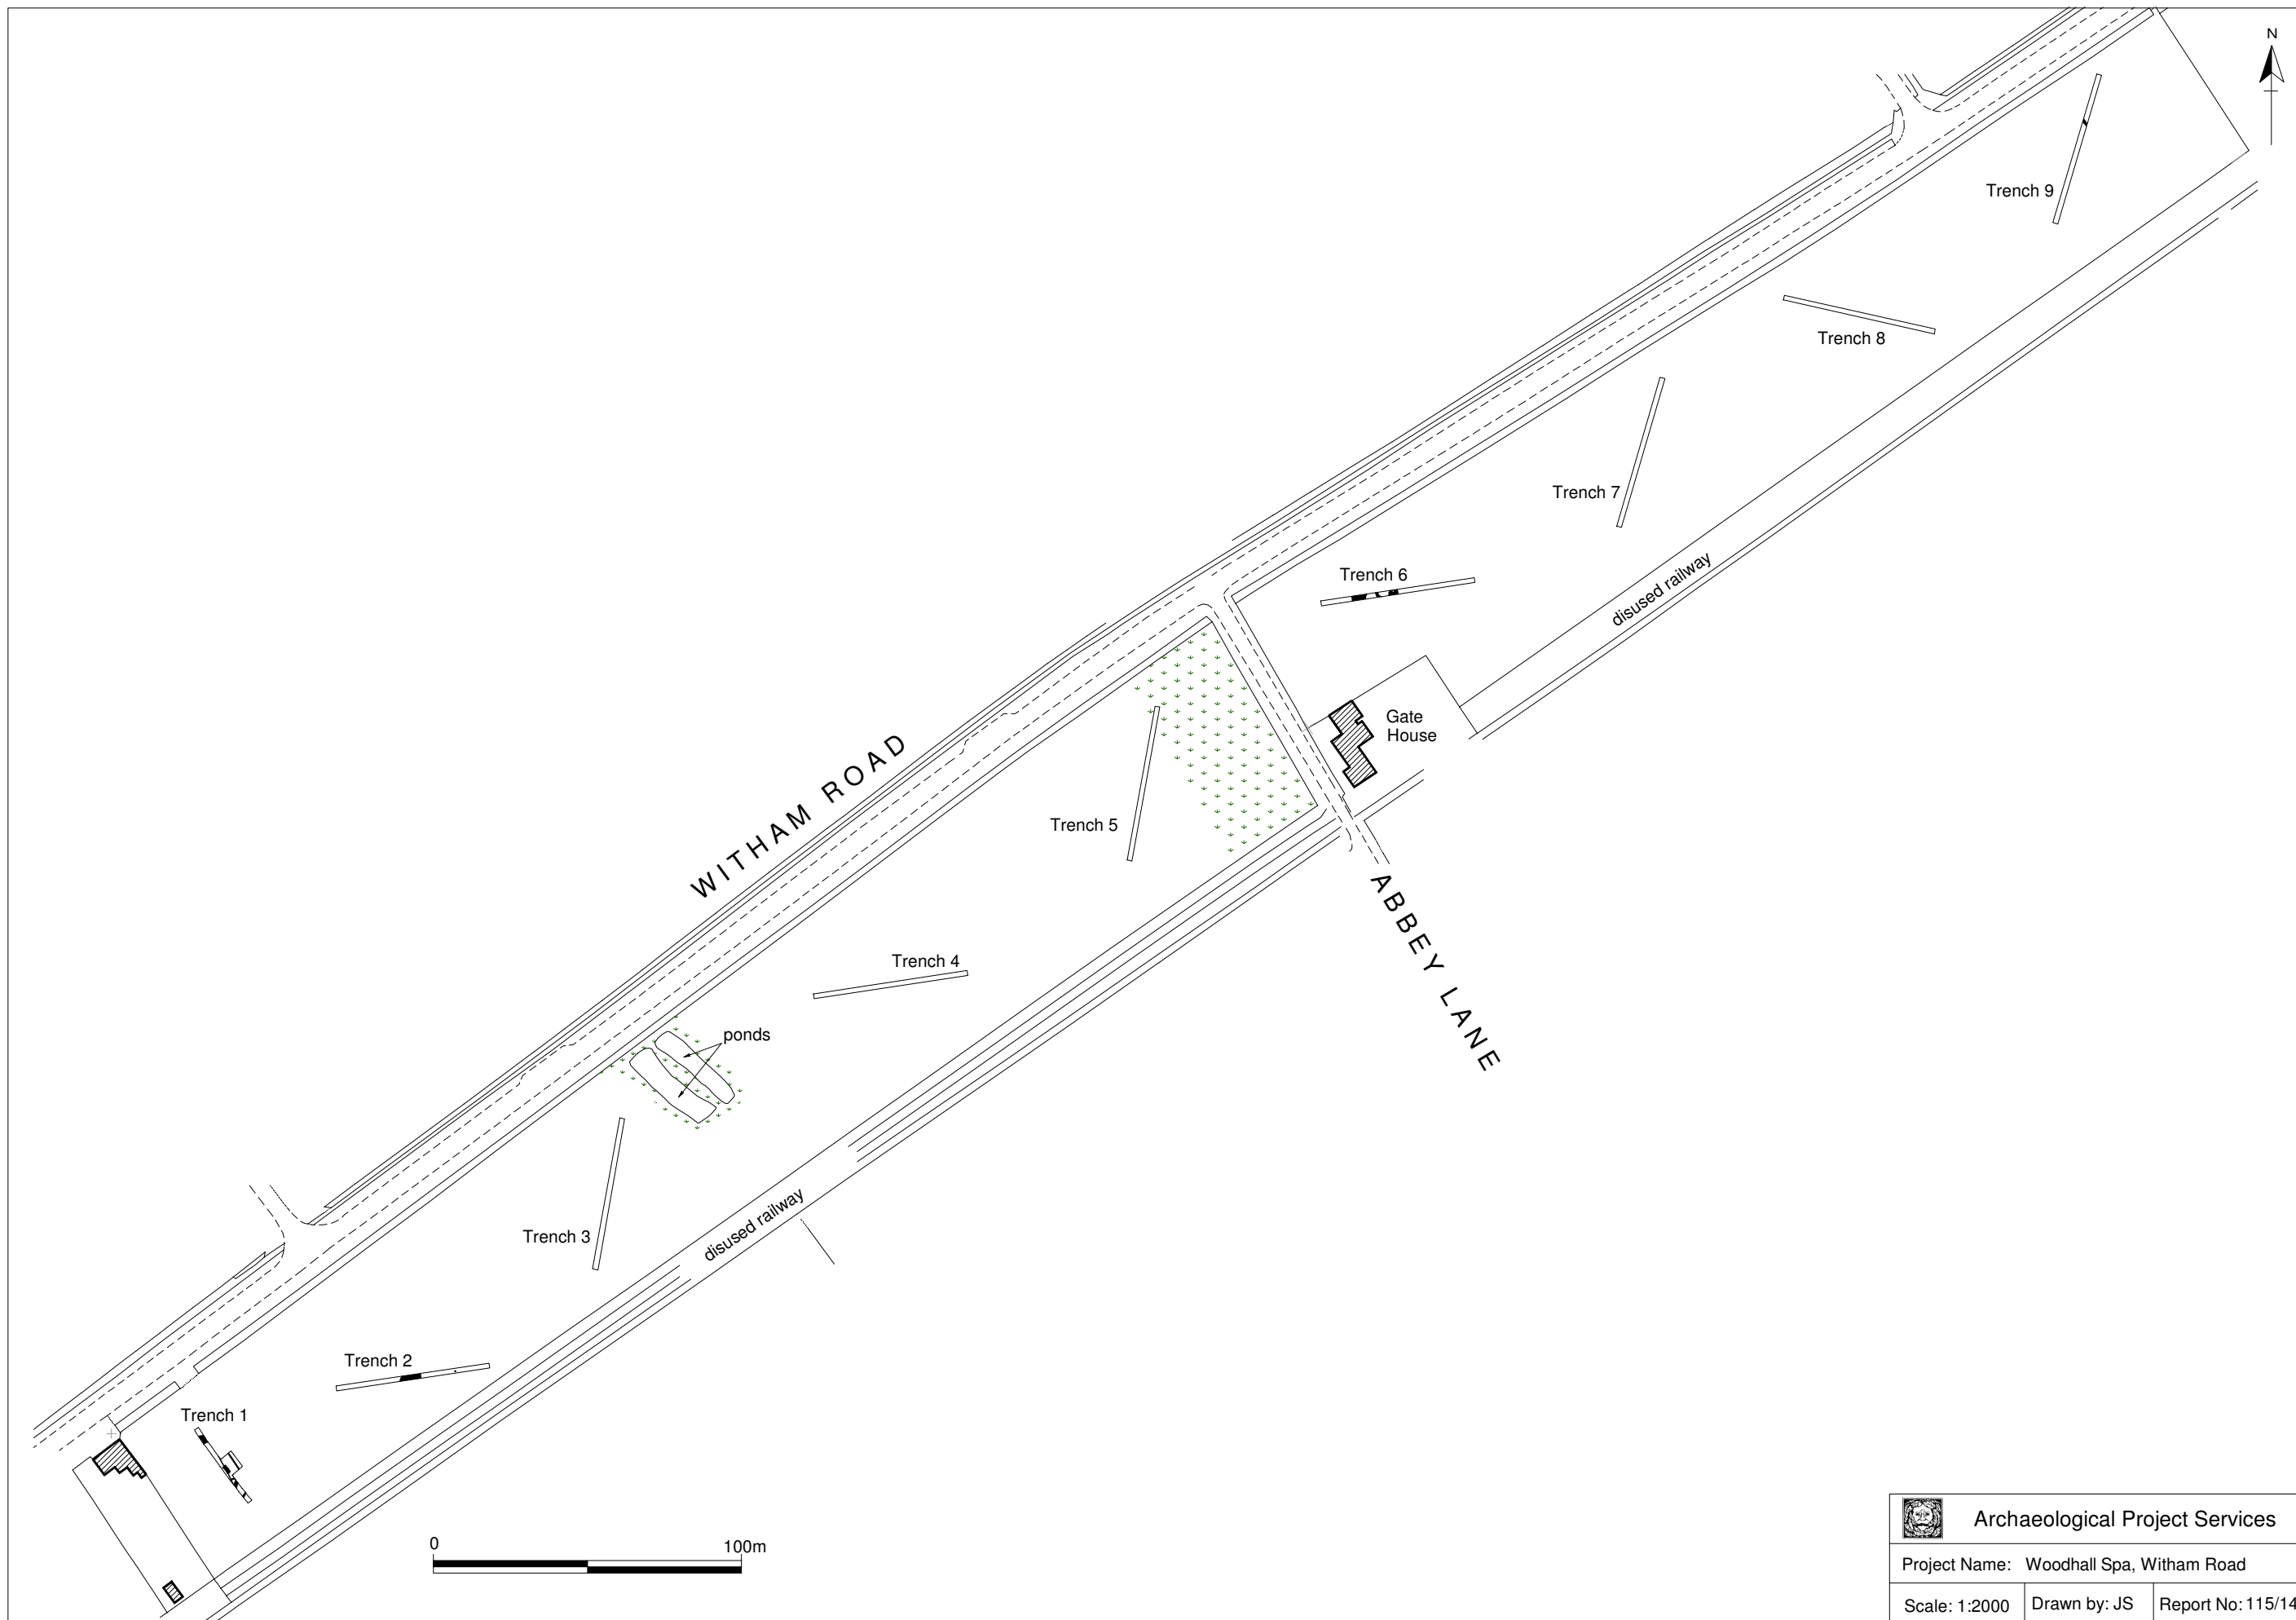 N
Trench 9
Trench 8
Trench 7
Trench 6
disused railway
Gate
House
WITHAM ROAD
Trench 5
ABBEY LANE
Trench 4
ponds
Trench 3
disused railway
Trench 2
Trench 1
0
100m
Archaeological Project Services
Project Name: Woodhall Spa, Witham Road
Scale: 1:2000
Drawn by: JS
Report No: 115/14